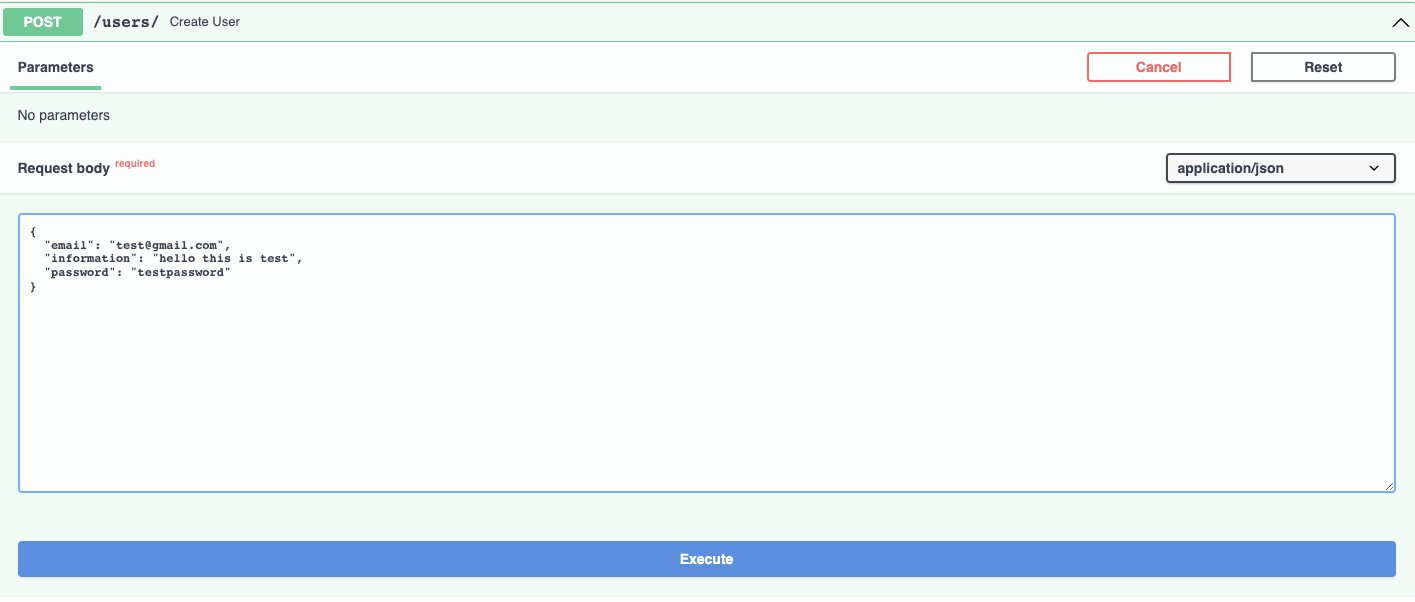 POST /users/ Create User
Parameters Cancel Reset
No parameters
Request body required application/json
{
  "email": "test@gmail.com",
  "information": "hello this is test",
  "password": "testpassword"
}
Execute